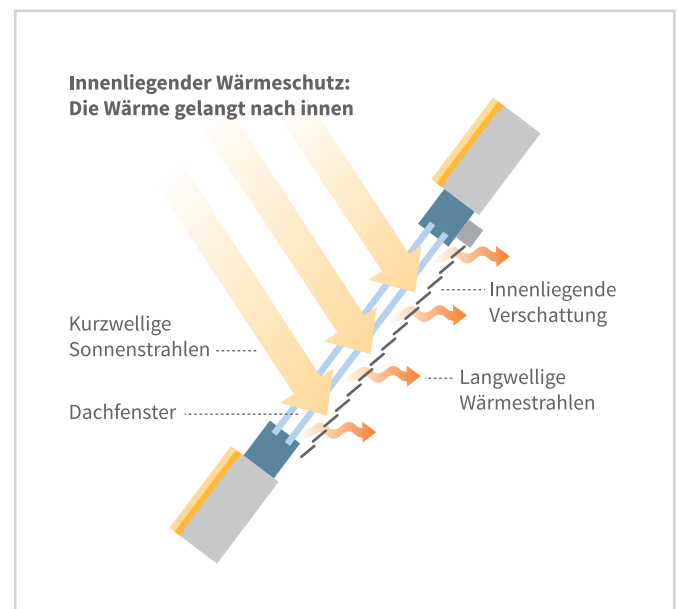 Innenliegender Wärmeschutz:
Die Wärme gelangt nach innen
Innenliegende
Verschattung
Kurzwellige
Sonnenstrahlen
Langwellige
Wärmestrahlen
Dachfenster